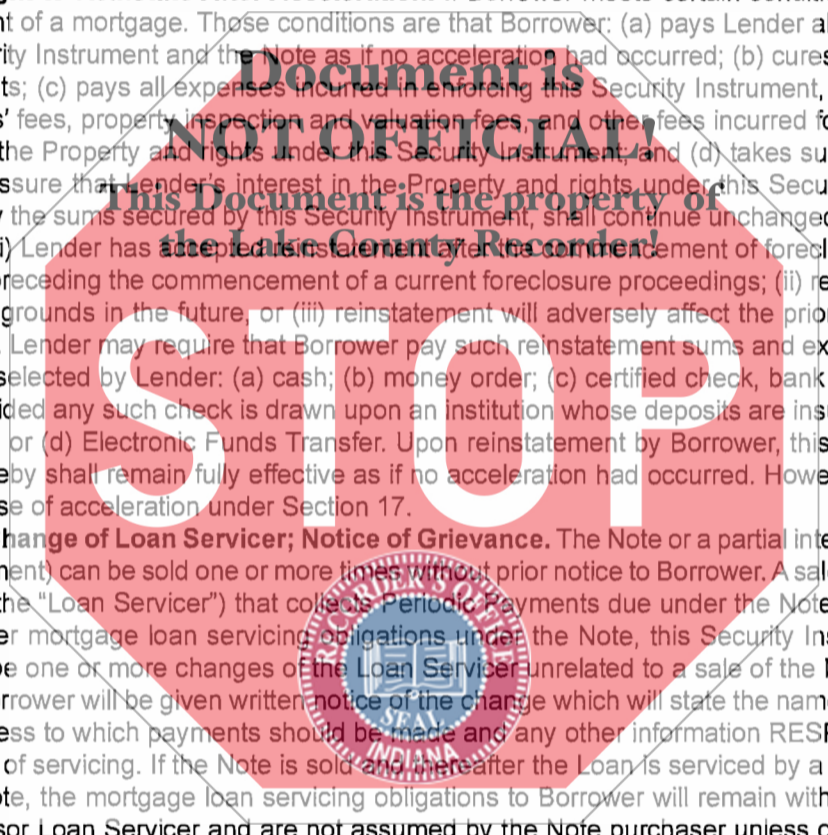 nt of a mortgage. Those conditions are that Borrower: (a) pays Lender a
rity Instrument and the Note as if no acceleration had occurred; (b) cures
ts; (c) pays all expenses incurred in enforcing this Security Instrument,
s' fees, property inspection and valuation fees, and other fees incurred fo
the Property and rights under this Security Instrument; and (d) takes su
ssure that Lender's interest in the Property and rights under this Secu
the sums secured by this Security Instrument, shall continue unchanged
i) Lender has accepted reinstatement after the commencement of forecl
receding the commencement of a current foreclosure proceedings; (ii) re
grounds in the future, or (iii) reinstatement will adversely affect the prio
Lender may require that Borrower pay such reinstatement sums and ex
selected by Lender: (a) cash; (b) money order; (c) certified check, bank
ided any such check is drawn upon an institution whose deposits are ins
or (d) Electronic Funds Transfer. Upon reinstatement by Borrower, this
eby shall remain fully effective as if no acceleration had occurred. Howe
se of acceleration under Section 17.
hange of Loan Servicer; Notice of Grievance. The Note or a partial inte
ment) can be sold one or more times without prior notice to Borrower. A sal
the “Loan Servicer”) that collects Periodic Payments due under the Note
er mortgage loan servicing obligations under the Note, this Security Ins
be one or more changes of the Loan Servicer unrelated to a sale of the
rrower will be given written notice of the change which will state the nam
ess to which payments should be made and any other information RESP
of servicing. If the Note is sold and thereafter the Loan is serviced by a
ote, the mortgage loan servicing obligations to Borrower will remain with
sor Loan Servicer and are not assumed by the Note purchaser unless
Document is
NOT OFFICIAL!
This Document is the property of
the Lake County Recorder!
STOP
RECORDER'S OFFICE
SEAL
INDIANA